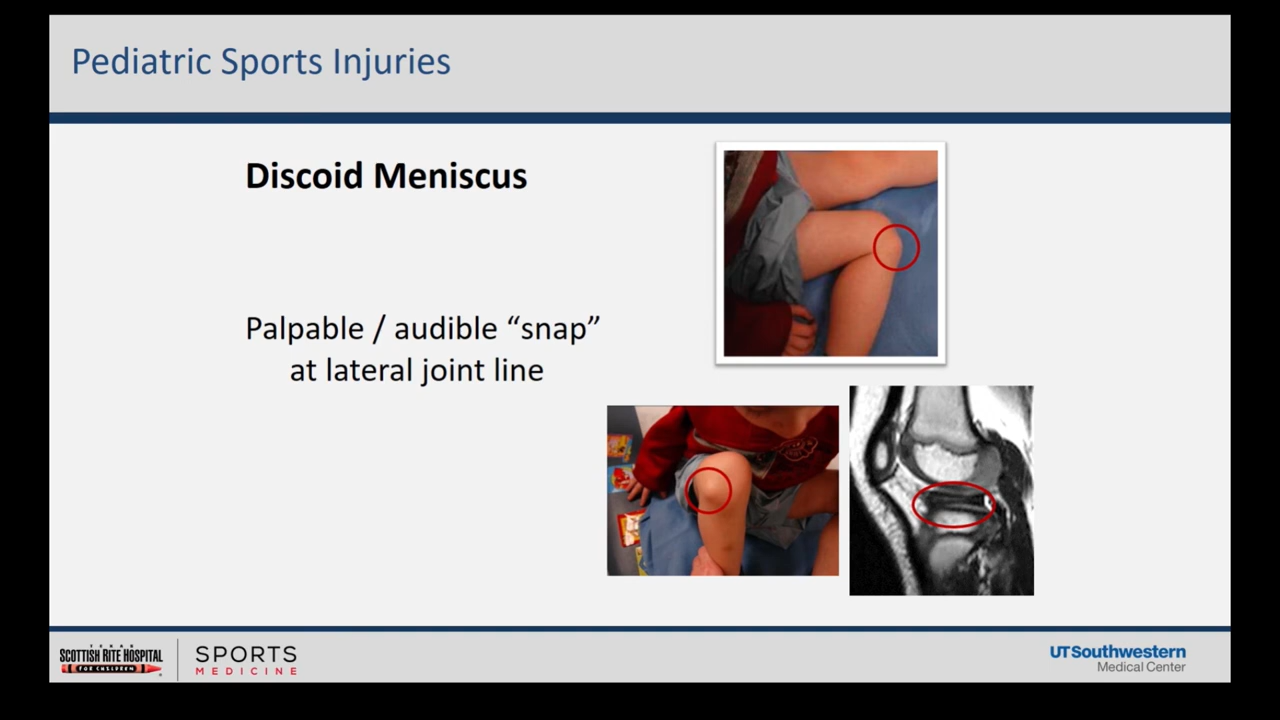 Pediatric Sports Injuries
Discoid Meniscus
Palpable / audible “snap”
at lateral joint line
TEXAS
SCOTTISH RITE HOSPITAL
FOR CHILDREN
SPORTS
MEDICINE
UTSouthwestern
Medical Center